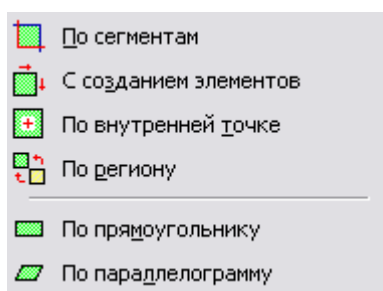 По сегментам
С созданием элементов
По внутренней точке
По региону
По прямоугольнику
По параллелограмму